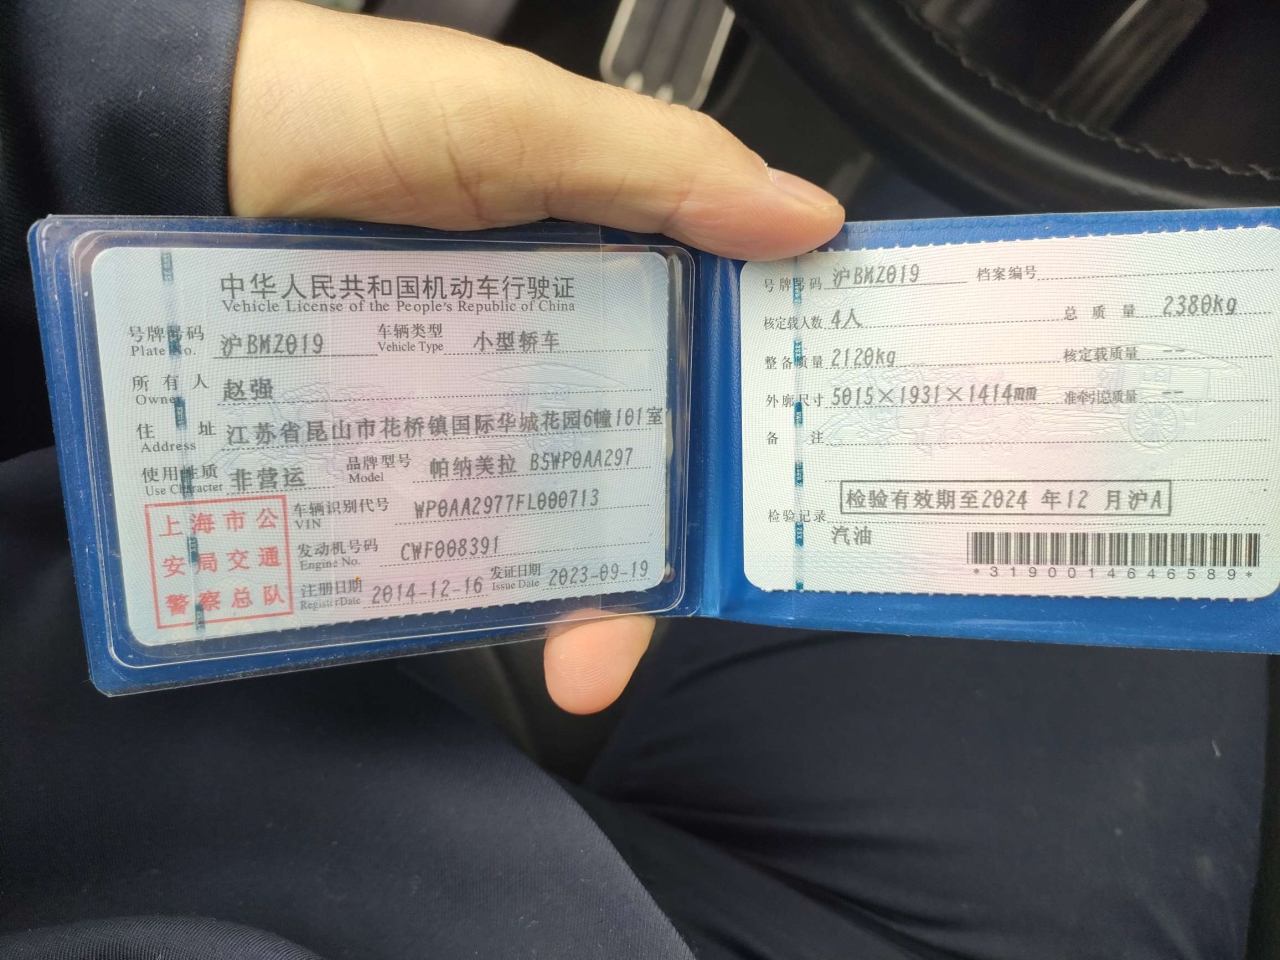 中华人民共和国机动车行驶证
Vehicle License of the People's Republic of China
号牌号码 沪BMZ019 车辆类型 小型轿车
Plate No. Vehicle Type
所有人 赵强
Owner
住址 江苏省昆山市花桥镇国际华城花园6幢101室
Address
使用性质 非营运 品牌型号 帕纳美拉 BSWP0AA297
Use Character Model
上海市公
安局交通
警察总队
车辆识别代号 WP0AA2977FL000713
VIN
发动机号码 CWF008391
Engine No.
注册日期 2014-12-16 发证日期 2023-09-19
Register Date Issue Date
号牌号码 沪BMZ019 档案编号
核定载人数 4人 总质量 2380kg
整备质量 2120kg 核定载质量 --
外廓尺寸 5015×1931×1414mm 准牵引总质量 --
备注
检验有效期至2024 年12 月沪A
检验记录
汽油
*3190014646589*